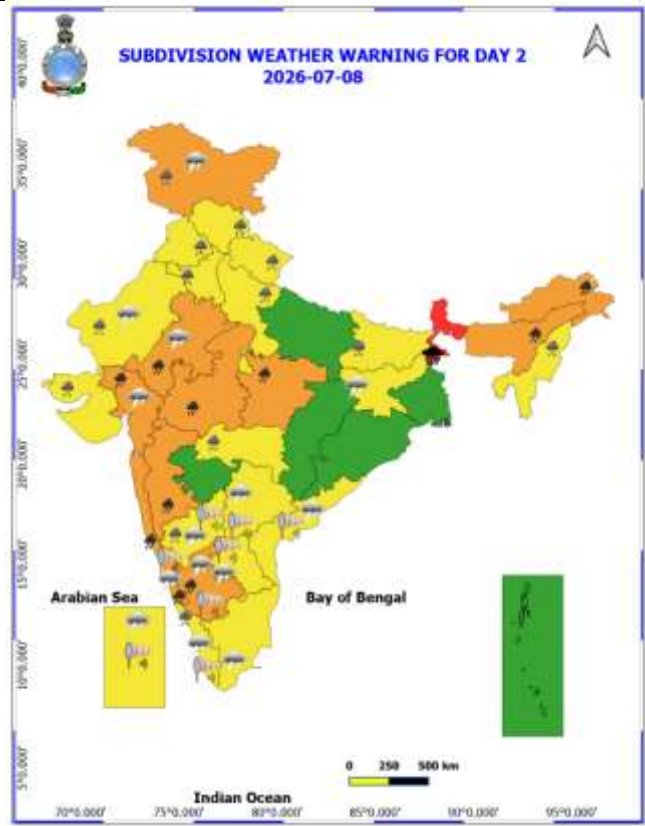 SUBDIVISION WEATHER WARNING FOR DAY 2
2026-07-08
40°0.000'
35°0.000'
30°0.000'
25°0.000'
20°0.000'
15°0.000'
10°0.000'
5°0.000'
Arabian Sea
Bay of Bengal
0 250 500 km
Indian Ocean
70°0.000' 75°0.000' 80°0.000' 85°0.000' 90°0.000' 95°0.000'